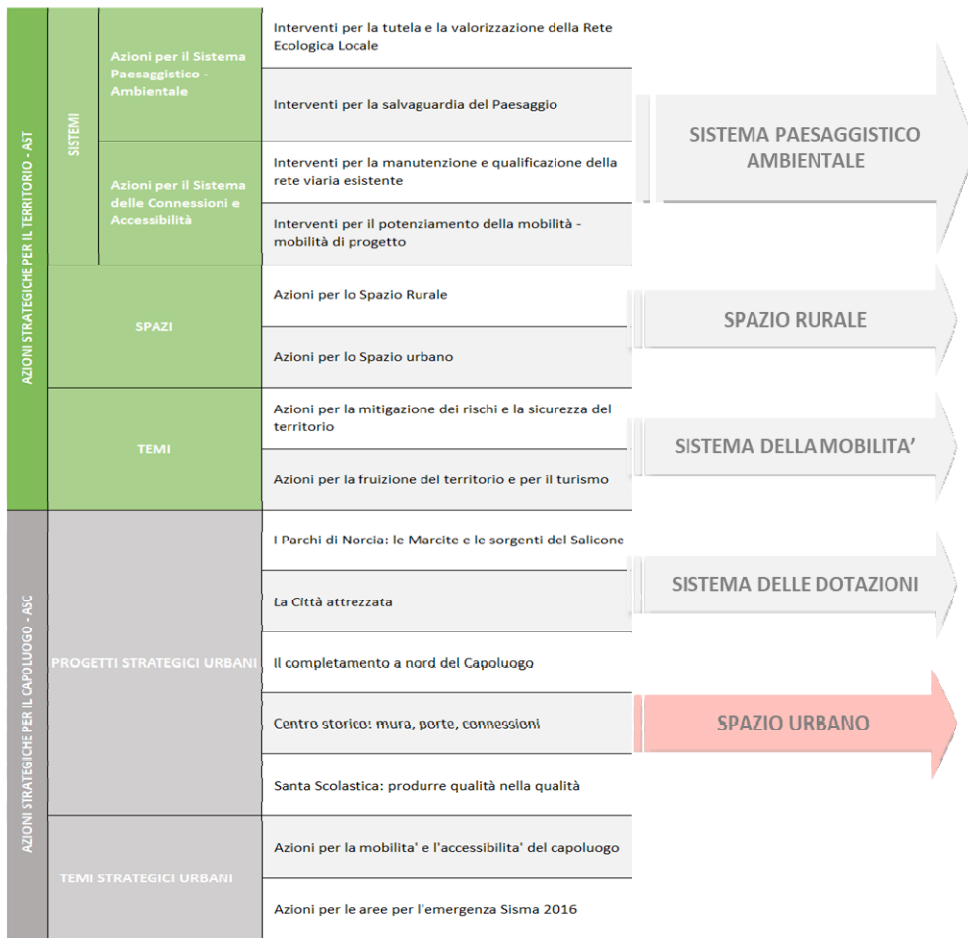 AZIONI STRATEGICHE PER IL TERRITORIO - AST
SISTEMI
Azioni per il Sistema
Paesaggistico -
Ambientale
Interventi per la tutela e la valorizzazione della Rete
Ecologica Locale
Interventi per la salvaguardia del Paesaggio
Azioni per il Sistema
delle Connessioni e
Accessibilità
Interventi per la manutenzione e qualificazione della
rete viaria esistente
Interventi per il potenziamento della mobilità -
mobilità di progetto
SPAZI
Azioni per lo Spazio Rurale
Azioni per lo Spazio urbano
TEMI
Azioni per la mitigazione dei rischi e la sicurezza del
territorio
Azioni per la fruizione del territorio e per il turismo
AZIONI STRATEGICHE PER IL CAPOLUOGO - ASC
PROGETTI STRATEGICI URBANI
I Parchi di Norcia: le Marcite e le sorgenti del Salicone
La Città attrezzata
Il completamento a nord del Capoluogo
Centro storico: mura, porte, connessioni
Santa Scolastica: produrre qualità nella qualità
TEMI STRATEGICI URBANI
Azioni per la mobilita' e l'accessibilita' del capoluogo
Azioni per le aree per l'emergenza Sisma 2016
SISTEMA PAESAGGISTICO
AMBIENTALE
SPAZIO RURALE
SISTEMA DELLA MOBILITA’
SISTEMA DELLE DOTAZIONI
SPAZIO URBANO